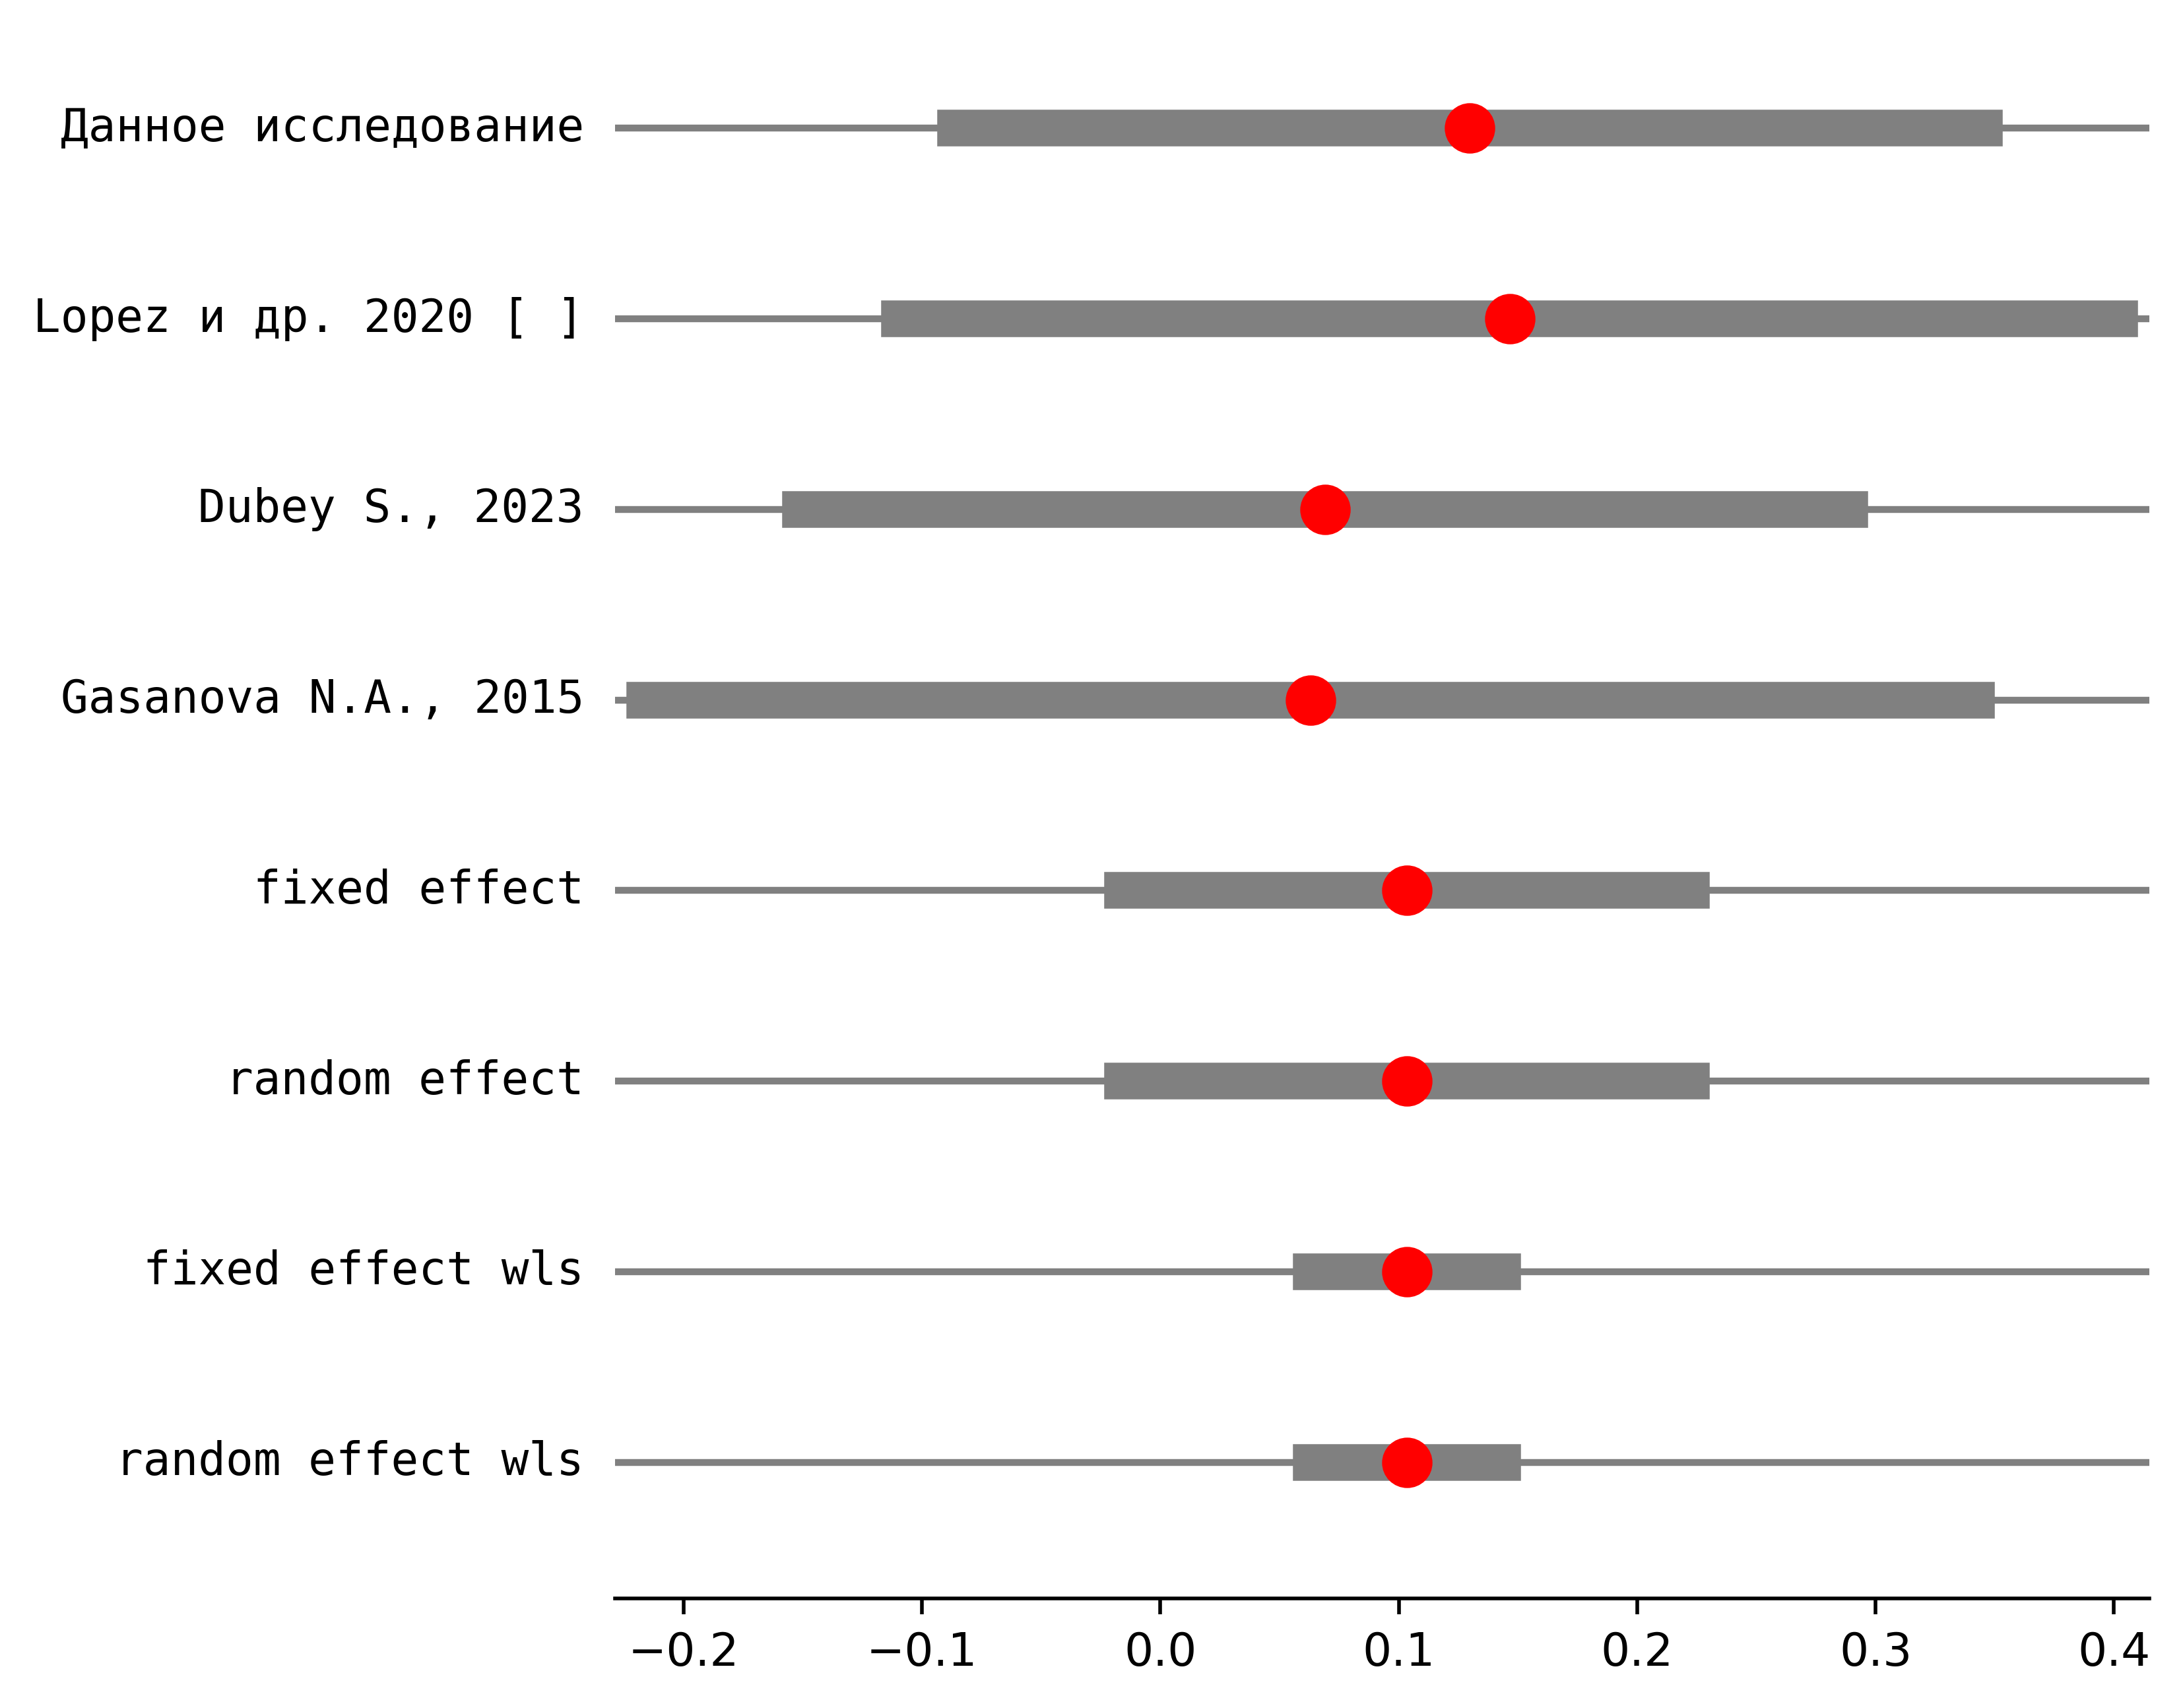 Данное исследование
Lopez и др. 2020 [ ]
Dubey S., 2023
Gasanova N.A., 2015
fixed effect
random effect
fixed effect wls
random effect wls
−0.2 −0.1 0.0 0.1 0.2 0.3 0.4